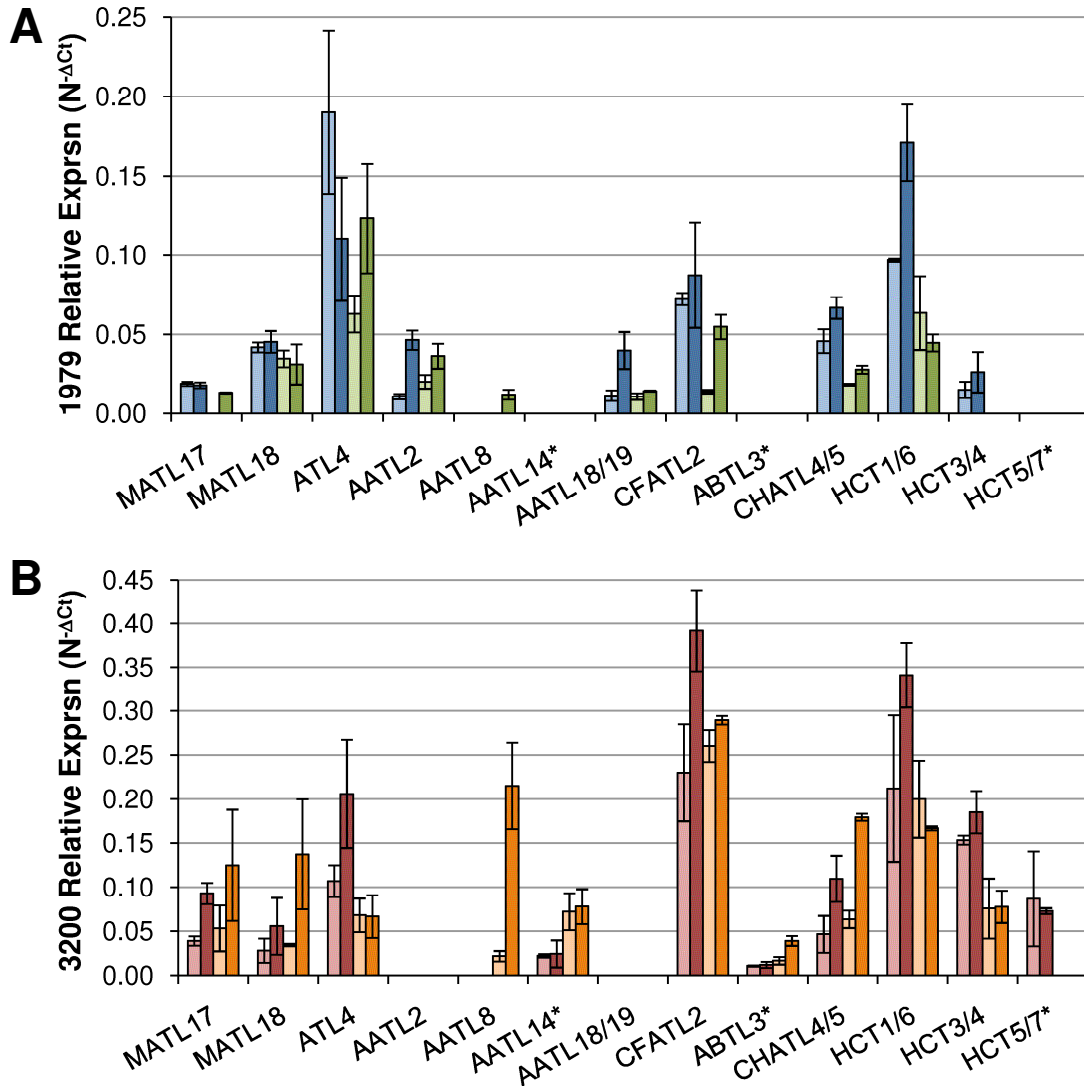 A
1979 Relative Exprsn (N-ΔCt)
0.25
0.20
0.15
0.10
0.05
0.00
MATL17
MATL18
ATL4
AATL2
AATL8
AATL14*
AATL18/19
CFATL2
ABTL3*
CHATL4/5
HCT1/6
HCT3/4
HCT5/7*
B
3200 Relative Exprsn (N-ΔCt)
0.45
0.40
0.35
0.30
0.25
0.20
0.15
0.10
0.05
0.00
MATL17
MATL18
ATL4
AATL2
AATL8
AATL14*
AATL18/19
CFATL2
ABTL3*
CHATL4/5
HCT1/6
HCT3/4
HCT5/7*